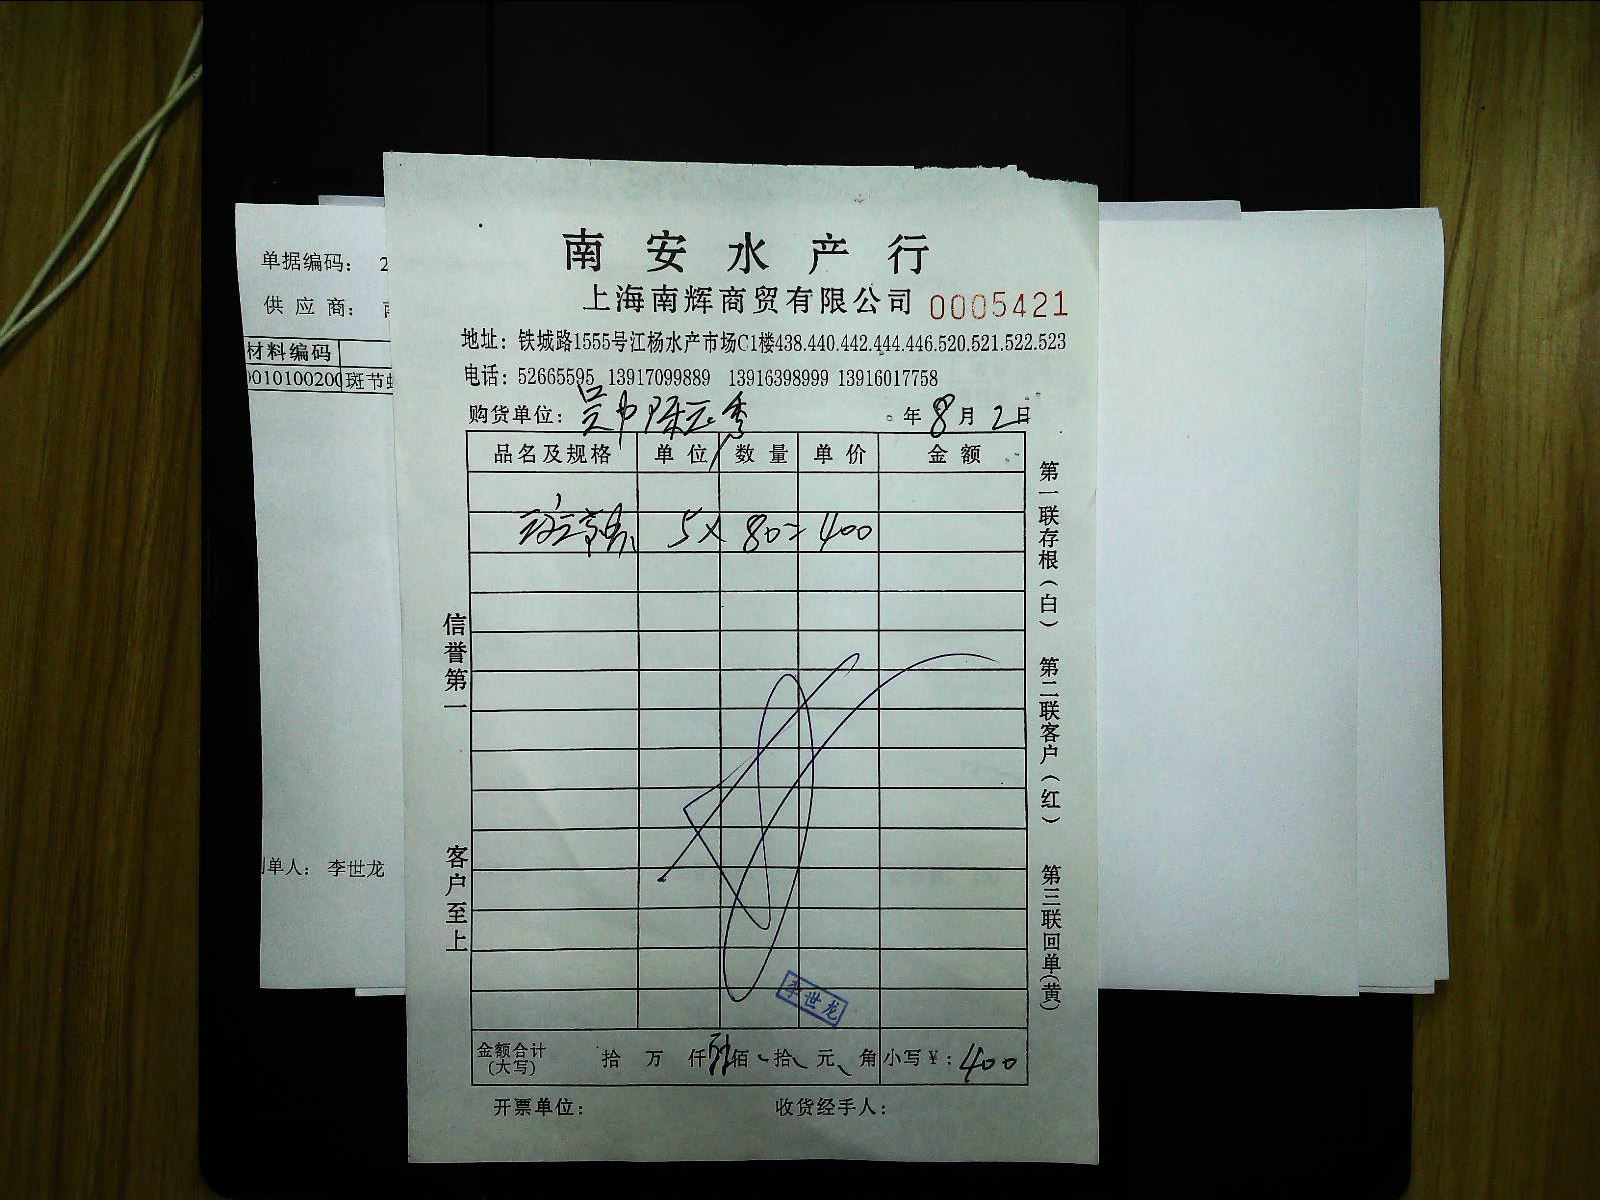 单据编码： 2
供 应 商：
材料编码
0010100200 斑节
制单人： 李世龙
南安水产行
上海南辉商贸有限公司 0005421
地址：铁城路1555号江杨水产市场C1楼438.440.442.444.446.520.521.522.523
电话：52665595 13917099889 13916398999 13916017758
购货单位： 年8月2日
品名及规格 单位 数量 单价 金额
斑节 5X 80=400
信誉第一
客户至上
第一联存根（白）
第二联客户（红）
第三联回单（黄）
李世龙
金额合计（大写） 拾 万 仟 佰 拾 元 角 小写￥：400
开票单位： 收货经手人：